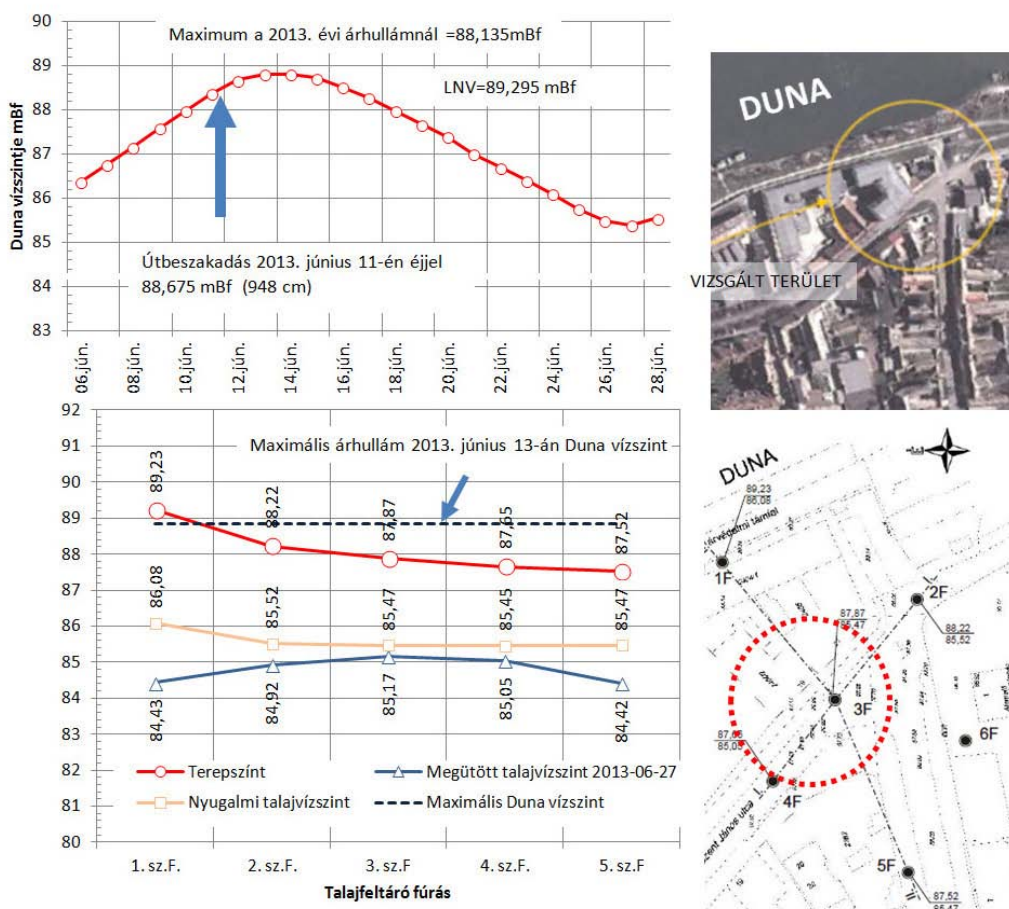 Duna vízszintje mBf
90
89
88
87
86
85
84
83
Maximum a 2013. évi árhullámnál =88,135mBf
LNV=89,295 mBf
Útbeszakadás 2013. június 11-én éjjel
88,675 mBf (948 cm)
06.jún.
08.jún.
10.jún.
12.jún.
14.jún.
16.jún.
18.jún.
20.jún.
22.jún.
24.jún.
26.jún.
28.jún.
DUNA
VIZSGÁLT TERÜLET
92
91
90
89
88
87
86
85
84
83
82
81
80
Maximális árhullám 2013. június 13-án Duna vízszint
89,23
88,22
87,87
87,65
87,52
86,08
85,52
85,47
85,45
85,47
84,43
84,92
85,17
85,05
84,42
Terepszínt
Megütött talajvízszint 2013-06-27
Nyugalmi talajvízszint
Maximális Duna vízszint
1. sz.F.
2. sz.F.
3. sz.F.
4. sz.F.
5. sz.F
Talajfeltáró fúrás
DUNA
É
89,23
86,08
1F
2F
88,22
85,52
87,87
85,47
3F
6F
4F
János utca
5F
87,52
85,47